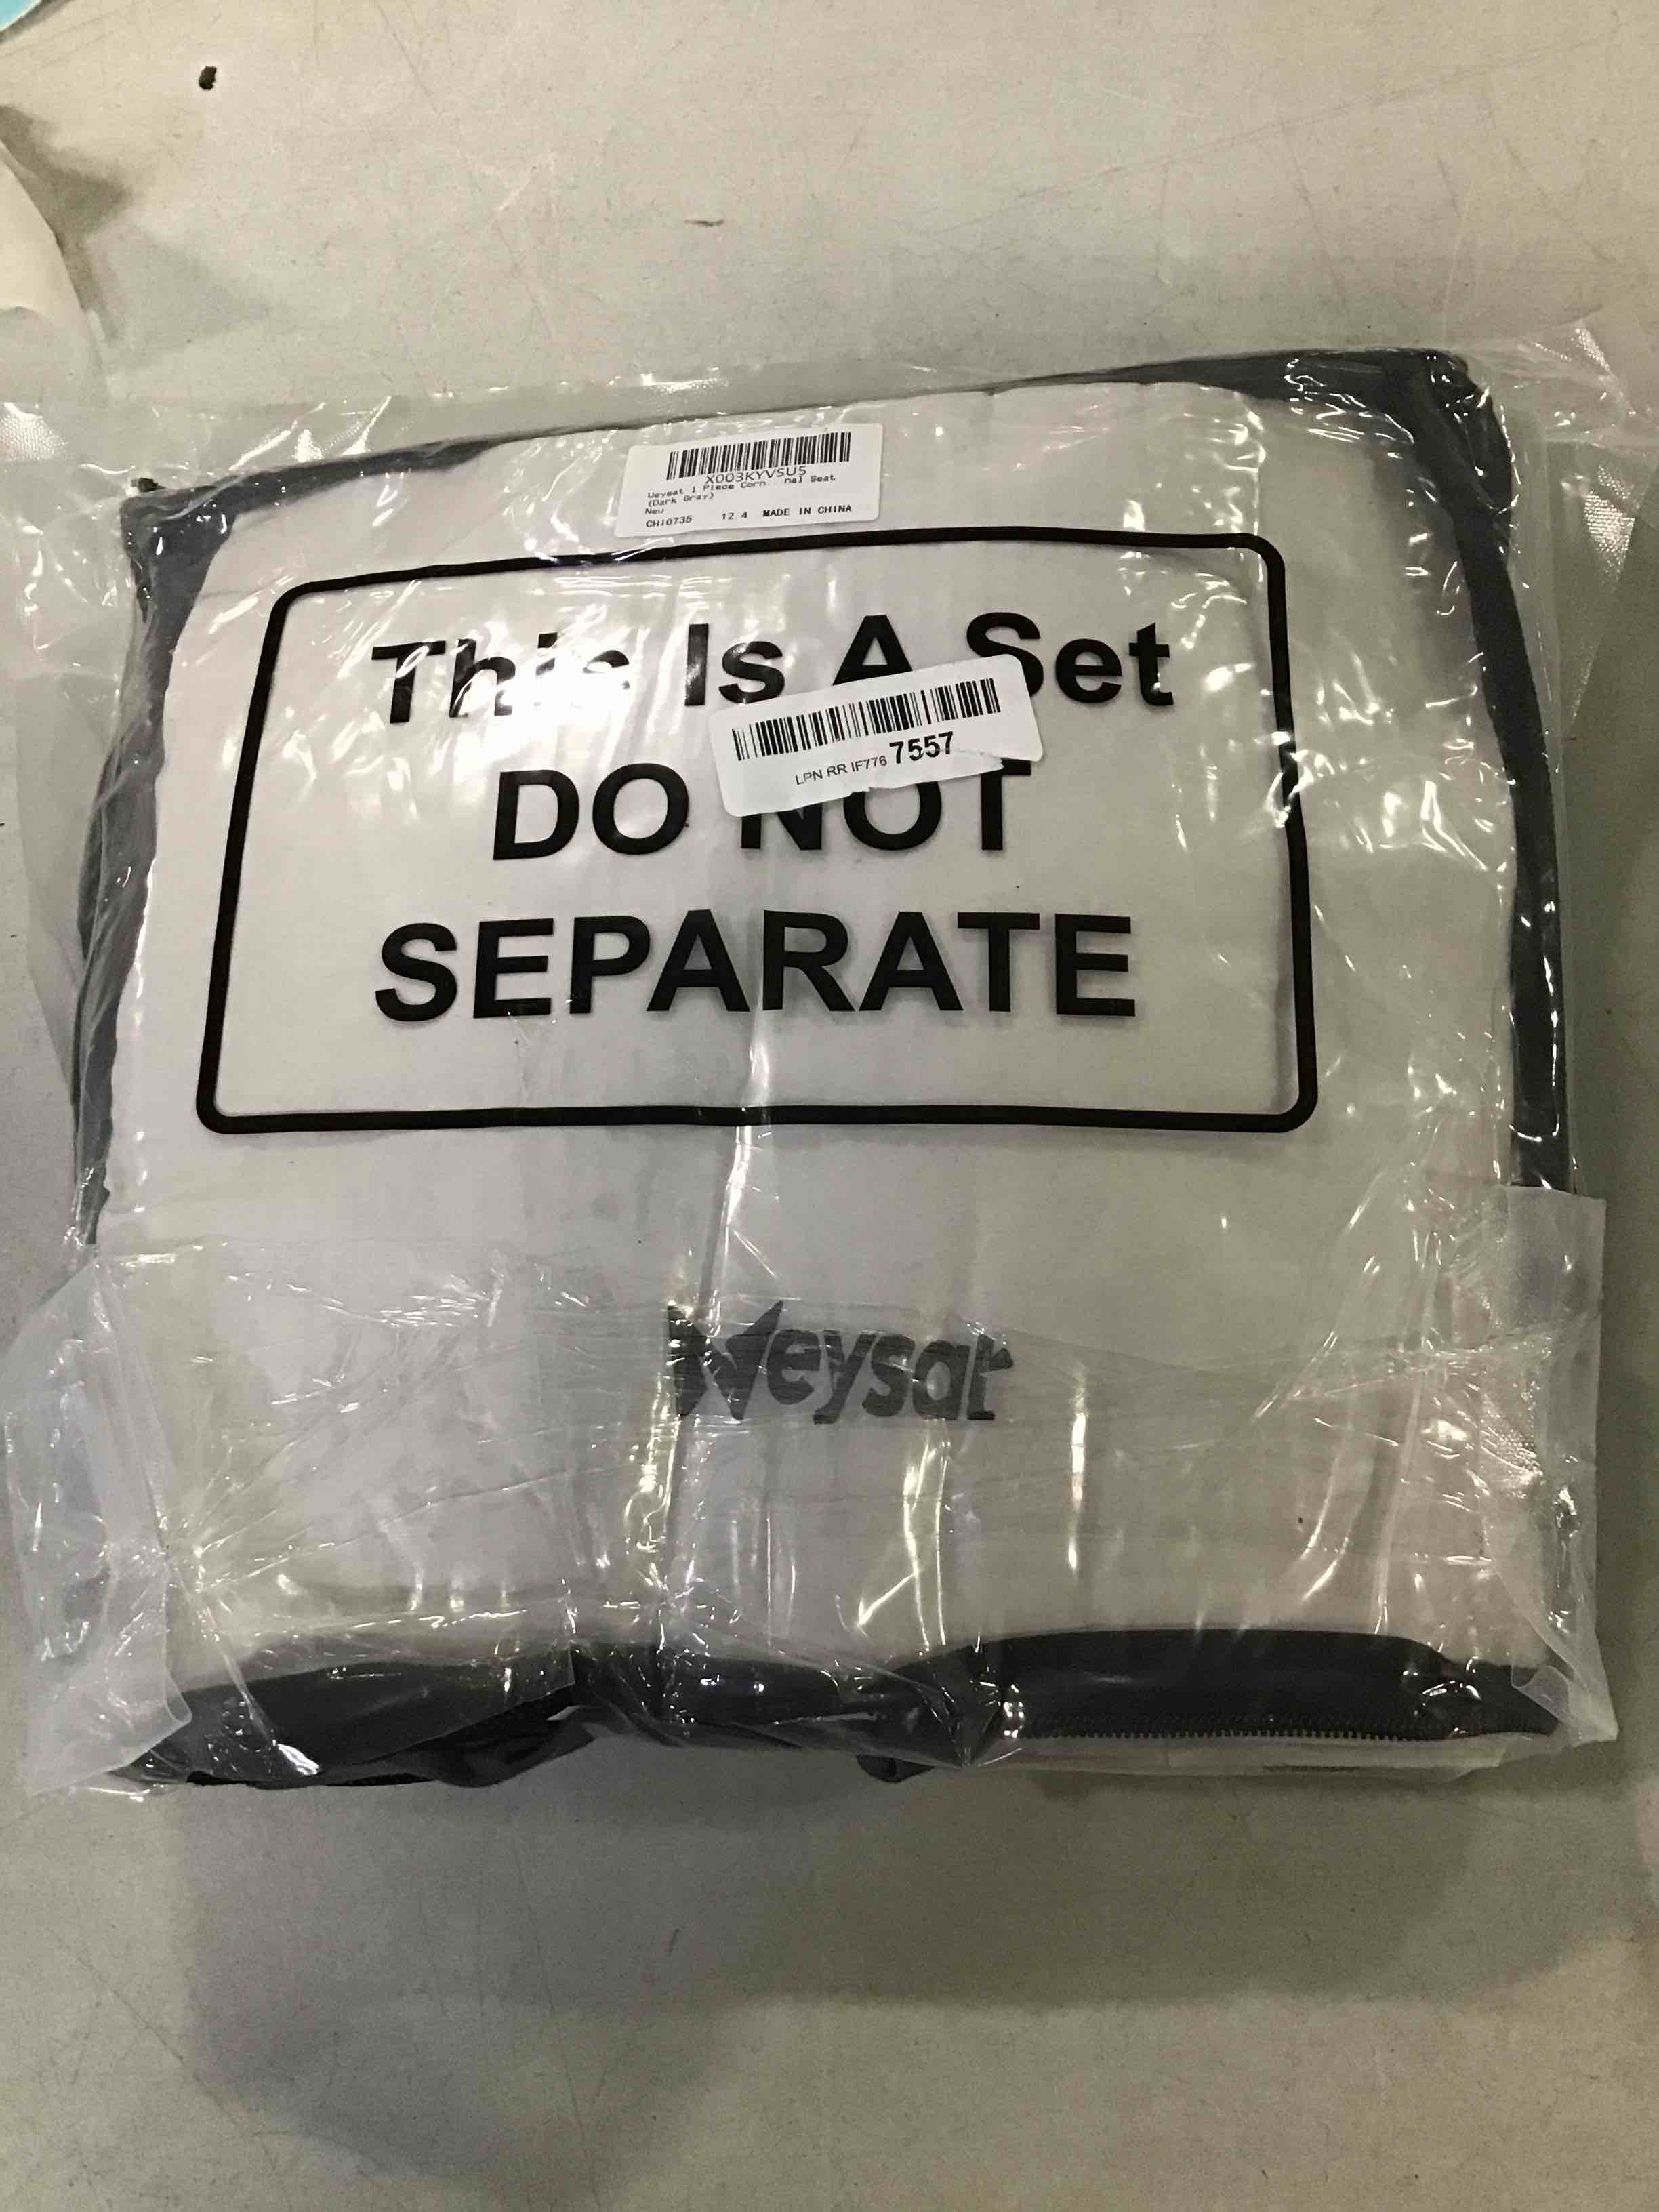 X003KYVSU5
Weysat 1 Piece Corn...nal Seat
(Dark Gray)
New
CHI0735 12.4 MADE IN CHINA
This Is A Set
LPN RR IF776 7557
DO NOT
SEPARATE
Weysat